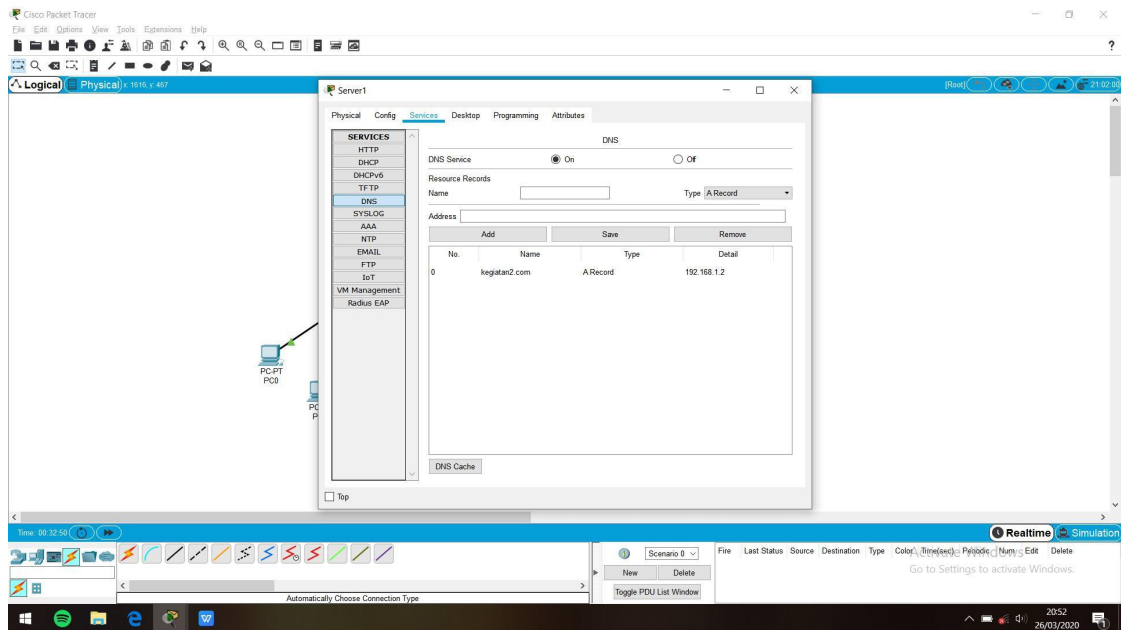 Cisco Packet Tracer
File Edit Options View Tools Extensions Help
?
Logical Physical x: 1616, y: 467 [Root] 21:02:00
Server1
Physical Config Services Desktop Programming Attributes
SERVICES
HTTP
DHCP
DHCPv6
TFTP
DNS
SYSLOG
AAA
NTP
EMAIL
FTP
IoT
VM Management
Radius EAP
DNS
DNS Service On Off
Resource Records
Name Type A Record
Address
Add Save Remove
No. Name Type Detail
0 kegiatan2.com A Record 192.168.1.2
DNS Cache
Top
PC-PT
PC0
PC
P
Time: 00:32:50 Realtime Simulation
Scenario 0
New Delete
Toggle PDU List Window
Fire Last Status Source Destination Type Color Time(sec) Periodic Num Edit Delete
Activate Windows
Go to Settings to activate Windows.
Automatically Choose Connection Type
20:52
26/03/2020